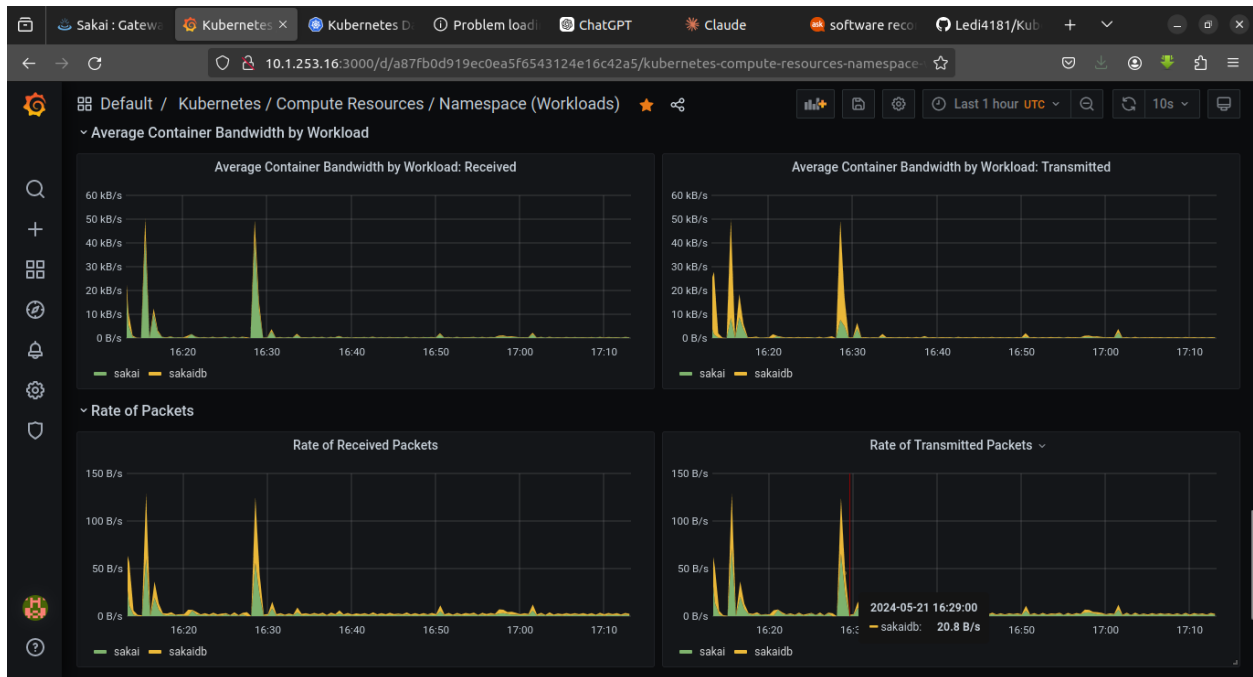 Sakai : Gatewa
Kubernetes
Kubernetes D
Problem loadi
ChatGPT
Claude
software reco
Ledi4181/Kub
10.1.253.16:3000/d/a87fb0d919ec0ea5f6543124e16c42a5/kubernetes-compute-resources-namespace-
Default / Kubernetes / Compute Resources / Namespace (Workloads)
Last 1 hour UTC
10s
Average Container Bandwidth by Workload
Average Container Bandwidth by Workload: Received
60 kB/s
50 kB/s
40 kB/s
30 kB/s
20 kB/s
10 kB/s
0 B/s
16:20 16:30 16:40 16:50 17:00 17:10
sakai sakaidb
Average Container Bandwidth by Workload: Transmitted
60 kB/s
50 kB/s
40 kB/s
30 kB/s
20 kB/s
10 kB/s
0 B/s
16:20 16:30 16:40 16:50 17:00 17:10
sakai sakaidb
Rate of Packets
Rate of Received Packets
150 B/s
100 B/s
50 B/s
0 B/s
16:20 16:30 16:40 16:50 17:00 17:10
sakai sakaidb
Rate of Transmitted Packets
150 B/s
100 B/s
50 B/s
0 B/s
2024-05-21 16:29:00
sakaidb: 20.8 B/s
16:20 16:3 16:50 17:00 17:10
sakai sakaidb